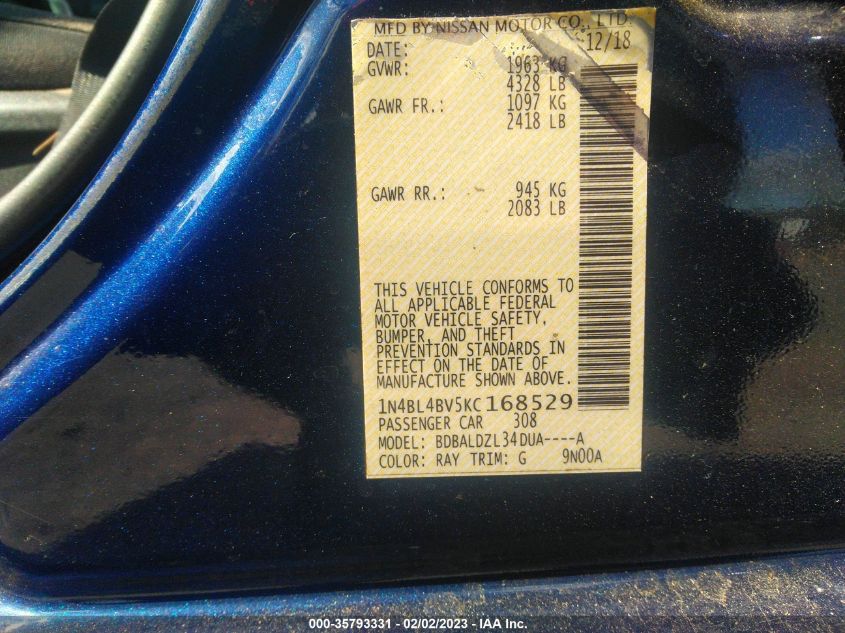 MFD BY NISSAN MOTOR CO., LTD.
DATE: 12/18
GVWR: 1963 KG
4328 LB
GAWR FR.: 1097 KG
2418 LB
GAWR RR.: 945 KG
2083 LB
THIS VEHICLE CONFORMS TO
ALL APPLICABLE FEDERAL
MOTOR VEHICLE SAFETY,
BUMPER, AND THEFT
PREVENTION STANDARDS IN
EFFECT ON THE DATE OF
MANUFACTURE SHOWN ABOVE.
1N4BL4BV5KC168529
PASSENGER CAR 308
MODEL: BDBALDZL34DUA----A
COLOR: RAY TRIM: G 9N00A
000-35793331 - 02/02/2023 - IAA Inc.